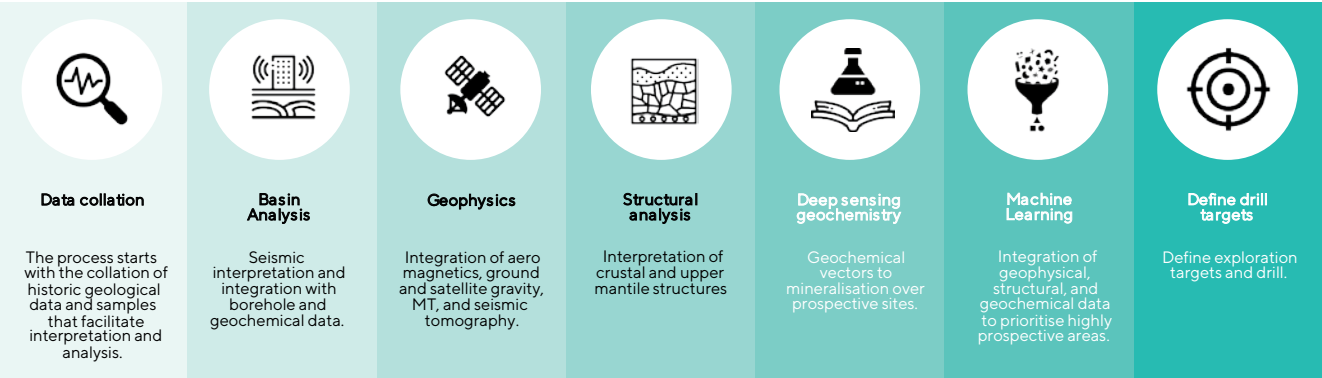 Data collation
The process starts
with the collation of
historic geological
data and samples
that facilitate
interpretation and
analysis.
Basin
Analysis
Seismic
interpretation and
integration with
borehole and
geochemical data.
Geophysics
Integration of aero
magnetics, ground
and satellite gravity,
MT, and seismic
tomography.
Structural
analysis
Interpretation of
crustal and upper
mantile structures
Deep sensing
geochemistry
Geochemical
vectors to
mineralisation over
prospective sites.
Machine
Learning
Integration of
geophysical,
structural, and
geochemical data
to prioritise highly
prospective areas.
Define drill
targets
Define exploration
targets and drill.